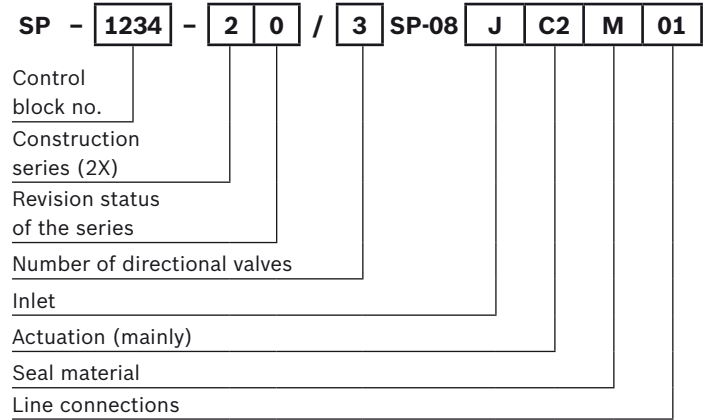 SP – 1234 – 2 0 / 3 SP-08 J C2 M 01
Control
block no.
Construction
series (2X)
Revision status
of the series
Number of directional valves
Inlet
Actuation (mainly)
Seal material
Line connections